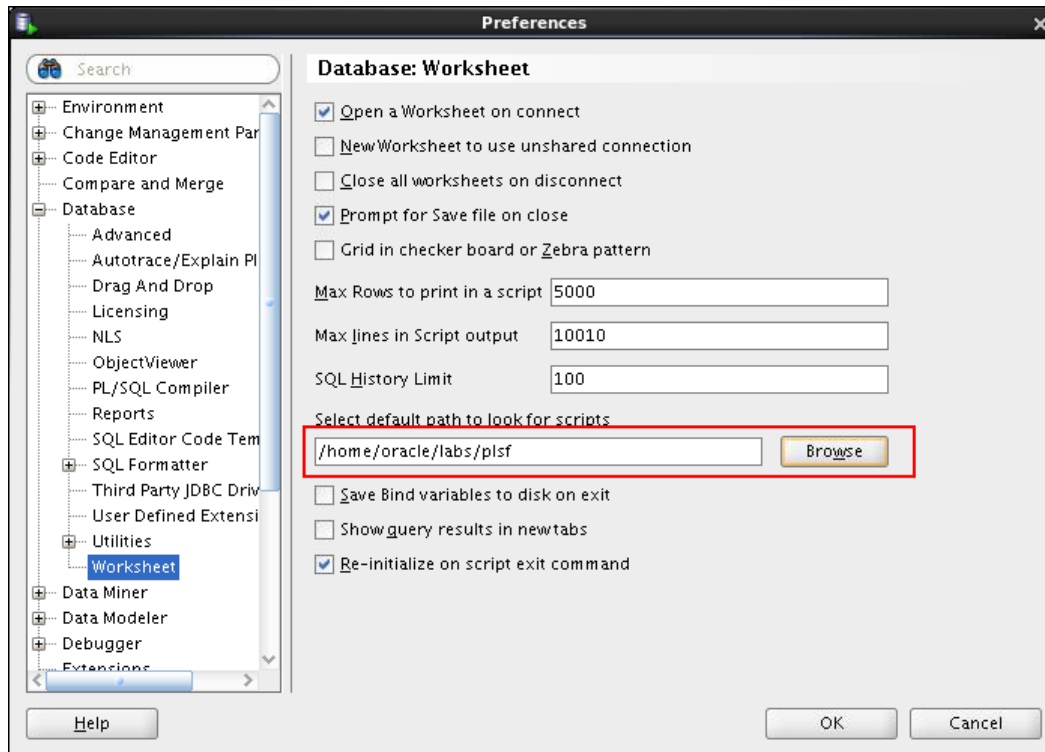 Preferences
Search
Environment
Change Management Par
Code Editor
Compare and Merge
Database
Advanced
Autotrace/Explain Pl
Drag And Drop
Licensing
NLS
ObjectViewer
PL/SQL Compiler
Reports
SQL Editor Code Tem
SQL Formatter
Third Party JDBC Driv
User Defined Extensi
Utilities
Worksheet
Data Miner
Data Modeler
Debugger
Extensions
Database: Worksheet
Open a Worksheet on connect
New Worksheet to use unshared connection
Close all worksheets on disconnect
Prompt for Save file on close
Grid in checker board or Zebra pattern
Max Rows to print in a script 5000
Max lines in Script output 10010
SQL History Limit 100
Select default path to look for scripts
/home/oracle/labs/plsf Browse
Save Bind variables to disk on exit
Show query results in new tabs
Re-initialize on script exit command
Help OK Cancel